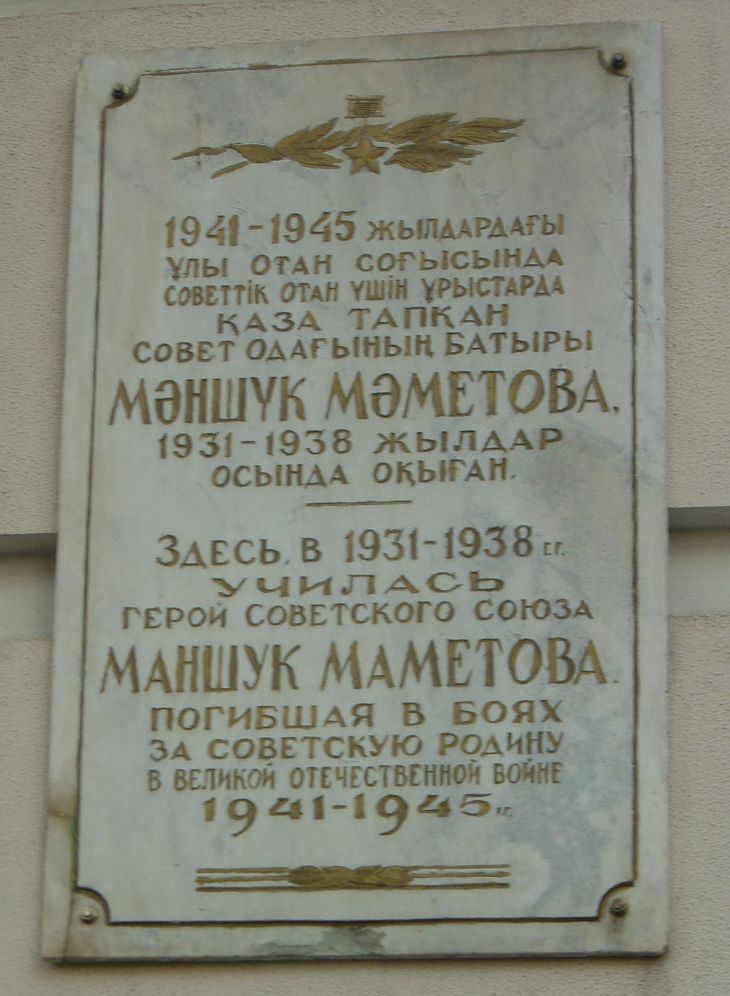 1941-1945 ЖЫЛДАРДАҒЫ
ҰЛЫ ОТАН СОҒЫСЫНДА
СОВЕТТІК ОТАН ҮШІН ҰРЫСТАРДА
ҚАЗА ТАПҚАН
СОВЕТ ОДАҒЫНЫҢ БАТЫРЫ
МӘНШҮК МӘМЕТОВА.
1931-1938 ЖЫЛДАР
ОСЫНДА ОҚЫҒАН.
ЗДЕСЬ, В 1931-1938 г.г.
УЧИЛАСЬ
ГЕРОЙ СОВЕТСКОГО СОЮЗА
МАНШУК МАМЕТОВА.
ПОГИБШАЯ В БОЯХ
ЗА СОВЕТСКУЮ РОДИНУ
В ВЕЛИКОЙ ОТЕЧЕСТВЕННОЙ ВОЙНЕ
1941-1945 г.г.